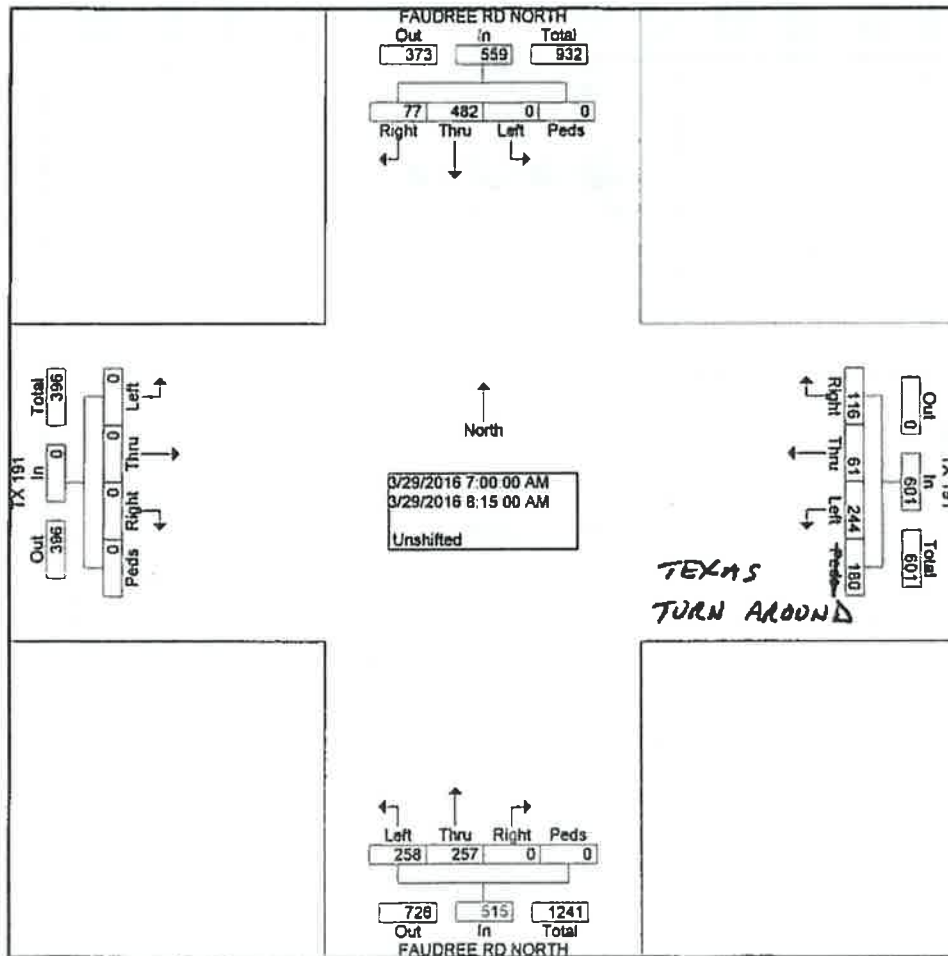 FAUDREE RD NORTH
Out In Total
373 559 932
77 482 0 0
Right Thru Left Peds
Total 396
In 0
Out 396
TX 191
Left 0
Thru 0
Right 0
Peds 0
North
3/29/2016 7:00:00 AM
3/29/2016 8:15 00 AM
Unshifted
Right 116
Thru 61
Left 244
Peds 180
Out 0
In 601
Total 601
TX 191
TEXAS
TURN AROUND
Left Thru Right Peds
258 257 0 0
726 515 1241
Out In Total
FAUDREE RD NORTH